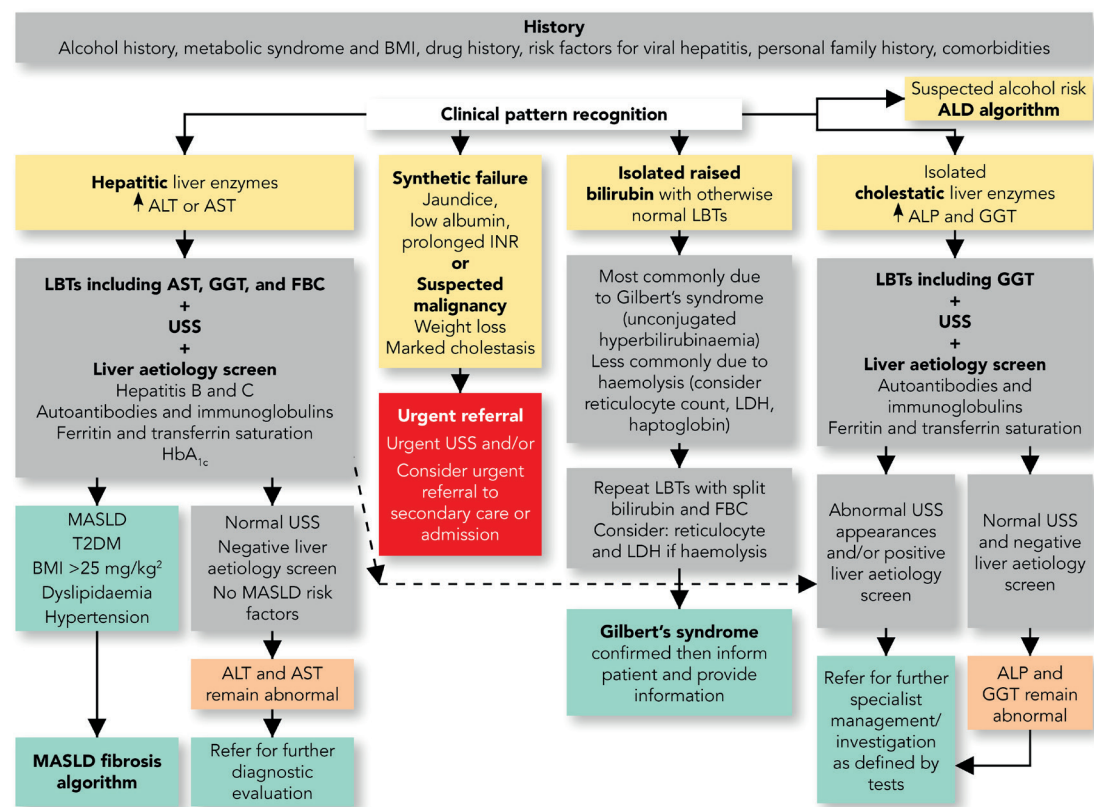 History
Alcohol history, metabolic syndrome and BMI, drug history, risk factors for viral hepatitis, personal family history, comorbidities
Suspected alcohol risk
ALD algorithm
Clinical pattern recognition
Hepatitic liver enzymes
↑ ALT or AST
Synthetic failure
Jaundice,
low albumin,
prolonged INR
or
Suspected
malignancy
Weight loss
Marked cholestasis
Isolated raised
bilirubin with otherwise
normal LBTs
Isolated
cholestatic liver enzymes
↑ ALP and GGT
LBTs including AST, GGT, and FBC
+
USS
+
Liver aetiology screen
Hepatitis B and C
Autoantibodies and immunoglobulins
Ferritin and transferrin saturation
HbA1c
Urgent referral
Urgent USS and/or
Consider urgent
referral to
secondary care or
admission
Most commonly due
to Gilbert's syndrome
(unconjugated
hyperbilirubinaemia)
Less commonly due to
haemolysis (consider
reticulocyte count, LDH,
haptoglobin)
LBTs including GGT
+
USS
+
Liver aetiology screen
Autoantibodies and
immunoglobulins
Ferritin and transferrin saturation
MASLD
T2DM
BMI >25 mg/kg²
Dyslipidaemia
Hypertension
Normal USS
Negative liver
aetiology screen
No MASLD risk
factors
Repeat LBTs with split
bilirubin and FBC
Consider: reticulocyte
and LDH if haemolysis
Abnormal USS
appearances
and/or positive
liver aetiology
screen
Normal USS
and negative
liver aetiology
screen
ALT and AST
remain abnormal
Gilbert's syndrome
confirmed then inform
patient and provide
information
Refer for further
specialist
management/
investigation
as defined by
tests
ALP and
GGT remain
abnormal
MASLD fibrosis
algorithm
Refer for further
diagnostic
evaluation